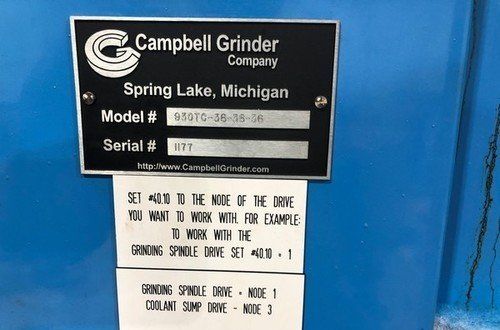 Campbell Grinder
Company
Spring Lake, Michigan
Model # 930TC-36-38-36
Serial # 1177
http://www.CampbellGrinder.com
SET #40.10 TO THE NODE OF THE DRIVE
YOU WANT TO WORK WITH. FOR EXAMPLE:
TO WORK WITH THE
GRINDING SPINDLE DRIVE SET #40.10 = 1
GRINDING SPINDLE DRIVE = NODE 1
COOLANT SUMP DRIVE - NODE 3